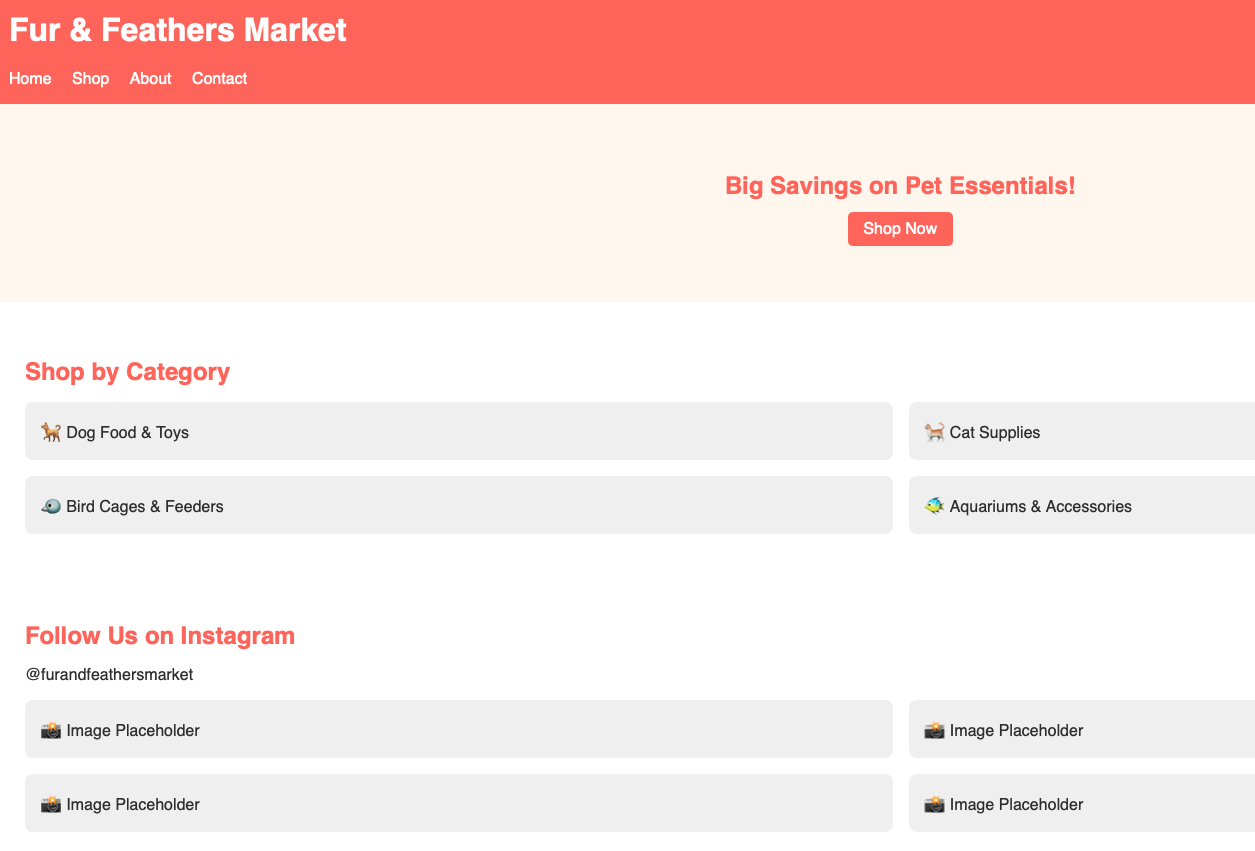 Fur & Feathers Market
Home Shop About Contact
Big Savings on Pet Essentials!
Shop Now
Shop by Category
🐕 Dog Food & Toys
🐈 Cat Supplies
🐦 Bird Cages & Feeders
🐠 Aquariums & Accessories
Follow Us on Instagram
@furandfeathersmarket
📸 Image Placeholder
📸 Image Placeholder
📸 Image Placeholder
📸 Image Placeholder